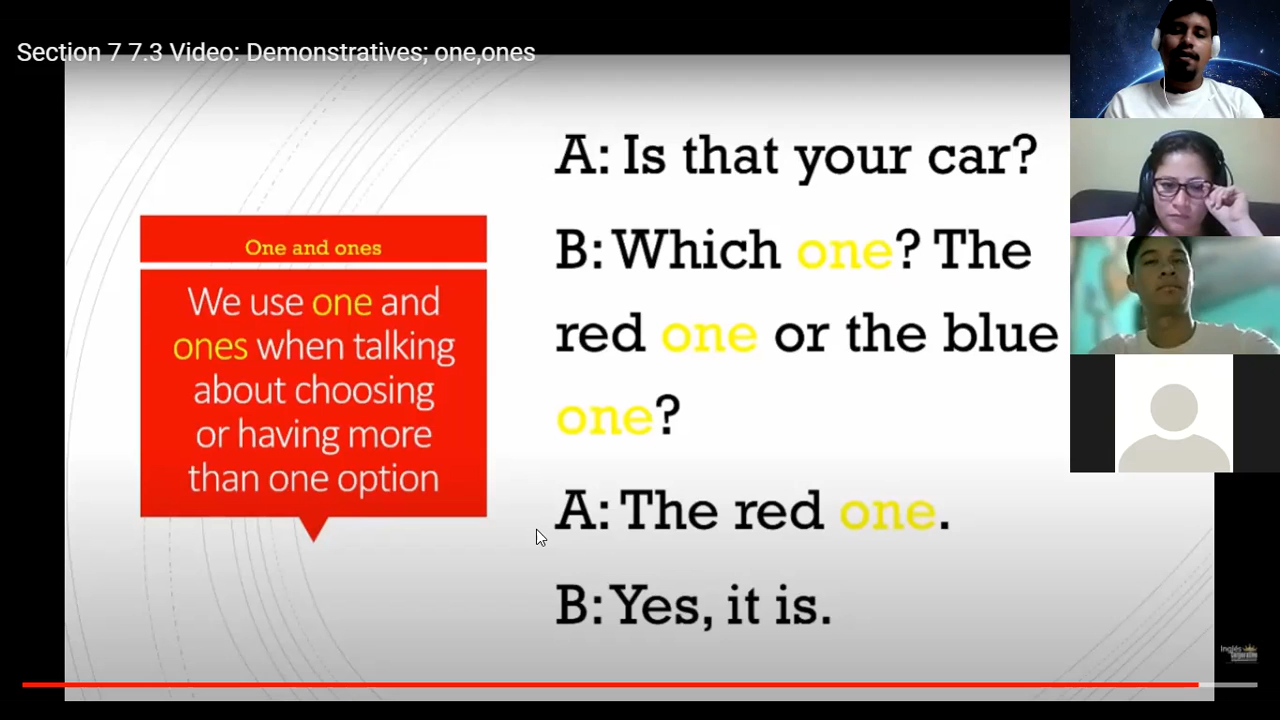 Section 7 7.3 Video: Demonstratives; one,ones
One and ones
We use one and
ones when talking
about choosing
or having more
than one option
A: Is that your car?
B: Which one? The
red one or the blue
one?
A: The red one.
B: Yes, it is.
Inglés